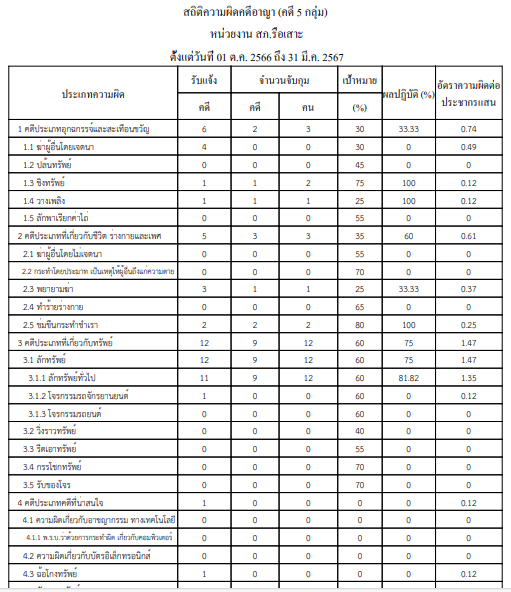 สถิติความผิดคดีอาญา (คดี 5 กลุ่ม)
หน่วยงาน สภ.รือเสาะ
ตั้งแต่วันที่ 01 ต.ค. 2566 ถึง 31 มี.ค. 2567
ประเภทความผิด รับแจ้ง จำนวนจับกุม เป้าหมาย ผลปฏิบัติ (%) อัตราความผิดต่อ
ประชากรแสน
คดี คดี คน (%)
1 คดีประเภทอุกฉกรรจ์และสะเทือนขวัญ 6 2 3 30 33.33 0.74
1.1 ฆ่าผู้อื่นโดยเจตนา 4 0 0 30 0 0.49
1.2 ปล้นทรัพย์ 0 0 0 45 0 0
1.3 ชิงทรัพย์ 1 1 2 75 100 0.12
1.4 วางเพลิง 1 1 1 25 100 0.12
1.5 ลักพาเรียกค่าไถ่ 0 0 0 55 0 0
2 คดีประเภทที่เกี่ยวกับชีวิต ร่างกายและเพศ 5 3 3 35 60 0.61
2.1 ฆ่าผู้อื่นโดยไม่เจตนา 0 0 0 55 0 0
2.2 กระทำโดยประมาท เป็นเหตุให้ผู้อื่นถึงแก่ความตาย 0 0 0 70 0 0
2.3 พยายามฆ่า 3 1 1 25 33.33 0.37
2.4 ทำร้ายร่างกาย 0 0 0 65 0 0
2.5 ข่มขืนกระทำชำเรา 2 2 2 80 100 0.25
3 คดีประเภทที่เกี่ยวกับทรัพย์ 12 9 12 60 75 1.47
3.1 ลักทรัพย์ 12 9 12 60 75 1.47
3.1.1 ลักทรัพย์ทั่วไป 11 9 12 60 81.82 1.35
3.1.2 โจรกรรมรถจักรยานยนต์ 1 0 0 60 0 0.12
3.1.3 โจรกรรมรถยนต์ 0 0 0 60 0 0
3.2 วิ่งราวทรัพย์ 0 0 0 40 0 0
3.3 รีดเอาทรัพย์ 0 0 0 55 0 0
3.4 กรรโชกทรัพย์ 0 0 0 70 0 0
3.5 รับของโจร 0 0 0 70 0 0
4 คดีประเภทคดีที่น่าสนใจ 1 0 0 0 0 0.12
4.1 ความผิดเกี่ยวกับอาชญากรรม ทางเทคโนโลยี 0 0 0 0 0 0
4.1.1 พ.ร.บ.ว่าด้วยการกระทำผิด เกี่ยวกับคอมพิวเตอร์ 0 0 0 0 0 0
4.2 ความผิดเกี่ยวกับบัตรอิเล็กทรอนิกส์ 0 0 0 0 0 0
4.3 ฉ้อโกงทรัพย์ 1 0 0 0 0 0.12